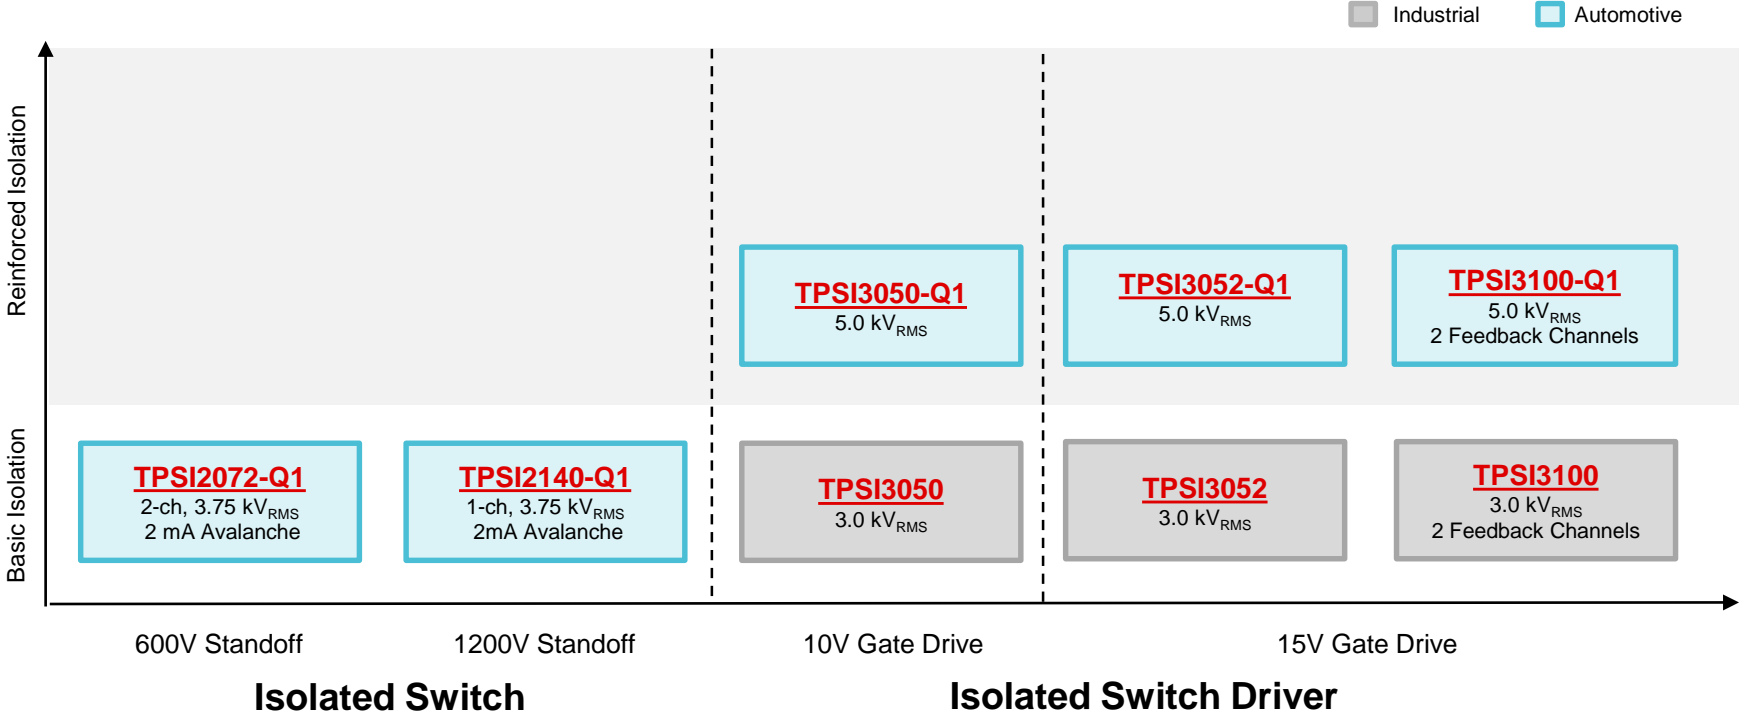 Industrial
Automotive
Reinforced Isolation
TPSI3050-Q1
5.0 kVRMS
TPSI3052-Q1
5.0 kVRMS
TPSI3100-Q1
5.0 kVRMS
2 Feedback Channels
Basic Isolation
TPSI2072-Q1
2-ch, 3.75 kVRMS
2 mA Avalanche
TPSI2140-Q1
1-ch, 3.75 kVRMS
2mA Avalanche
TPSI3050
3.0 kVRMS
TPSI3052
3.0 kVRMS
TPSI3100
3.0 kVRMS
2 Feedback Channels
600V Standoff
1200V Standoff
10V Gate Drive
15V Gate Drive
Isolated Switch
Isolated Switch Driver